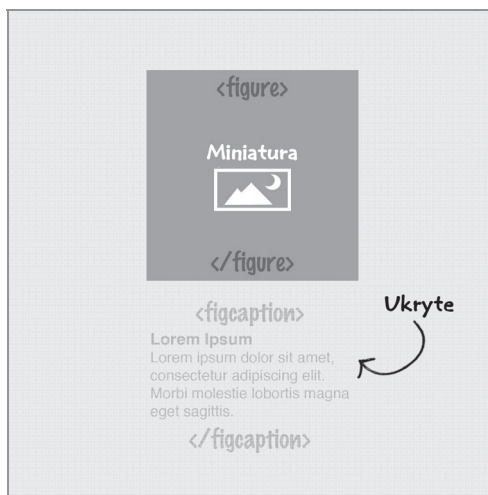 <figure>
Miniatura
</figure>
<figcaption>
Ukryte
Lorem Ipsum
Lorem ipsum dolor sit amet,
consectetur adipiscing elit.
Morbi molestie lobortis magna
eget sagittis.
</figcaption>